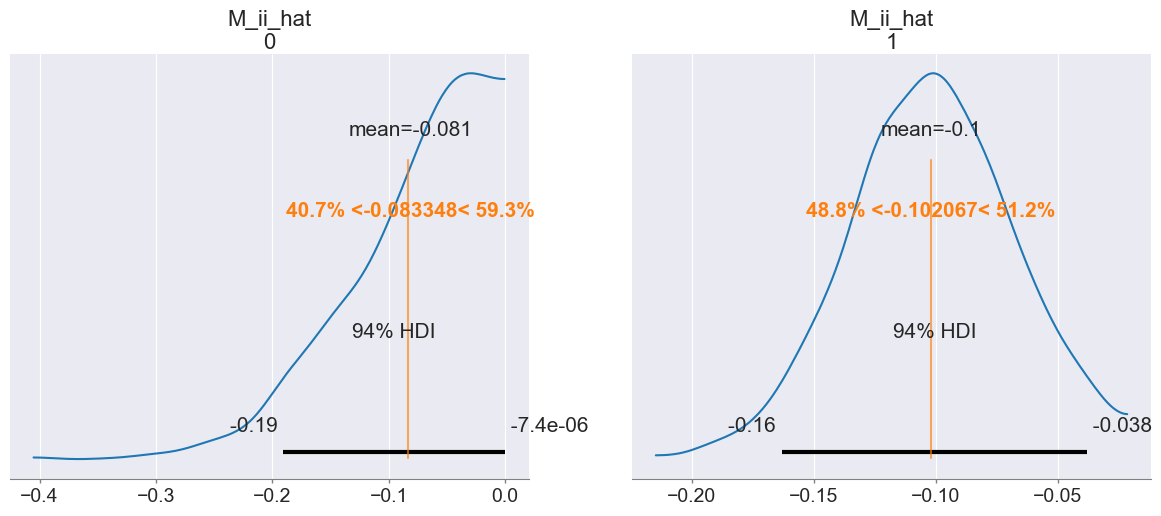 M_ii_hat
0
mean=-0.081
40.7% <-0.083348< 59.3%
94% HDI
-0.19
-7.4e-06
−0.4
−0.3
−0.2
−0.1
0.0
M_ii_hat
1
mean=-0.1
48.8% <-0.102067< 51.2%
94% HDI
-0.16
-0.038
−0.20
−0.15
−0.10
−0.05